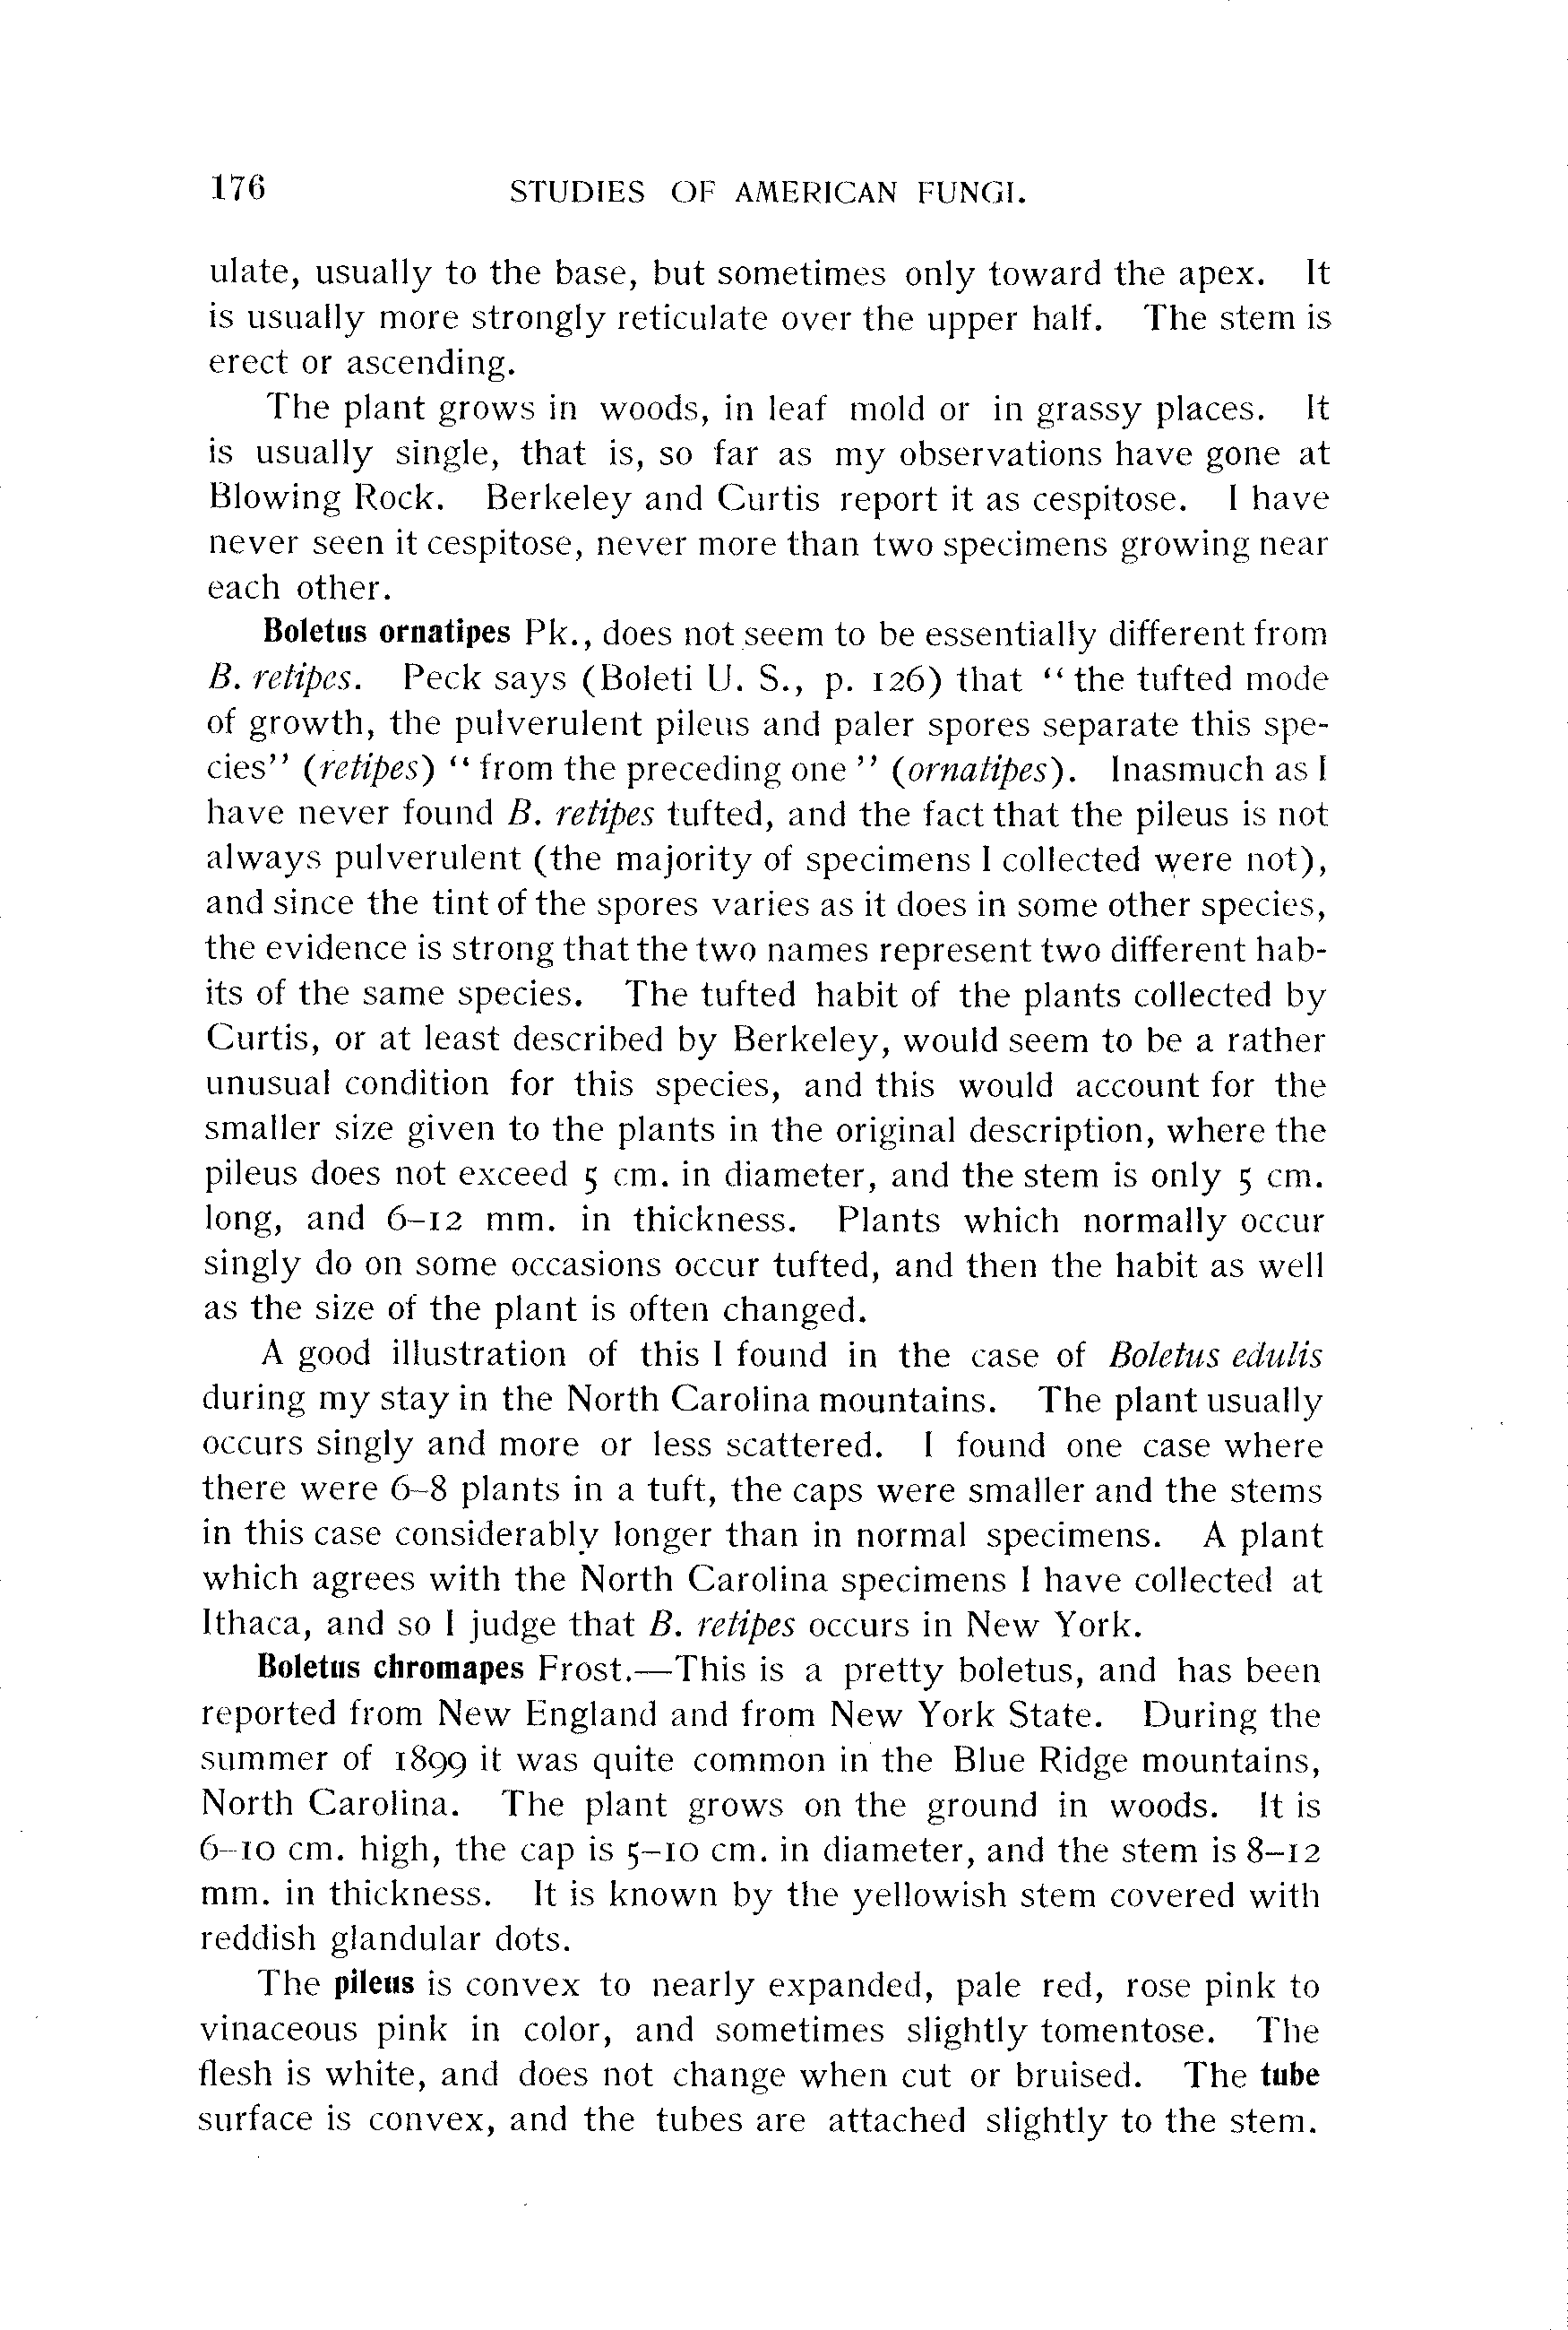 176 STUDIES OF AMERICAN FUNGI.
ulate, usually to the base, but sometimes only toward the apex. It
is usually more strongly reticulate over the upper half. The stem is
erect or ascending.
The plant grows in woods, in leaf mold or in grassy places. It
is usually single, that is, so far as my observations have gone at
Blowing Rock. Berkeley and Curtis report it as cespitose. I have
never seen it cespitose, never more than two specimens growing near
each other.
Boletus ornatipes Pk., does not seem to be essentially different from
B. retipes. Peck says (Boleti U. S., p. 126) that “ the tufted mode
of growth, the pulverulent pileus and paler spores separate this spe-
cies” (retipes) “ from the preceding one ” (ornatipes). Inasmuch as I
have never found B. retipes tufted, and the fact that the pileus is not
always pulverulent (the majority of specimens I collected were not),
and since the tint of the spores varies as it does in some other species,
the evidence is strong that the two names represent two different hab-
its of the same species. The tufted habit of the plants collected by
Curtis, or at least described by Berkeley, would seem to be a rather
unusual condition for this species, and this would account for the
smaller size given to the plants in the original description, where the
pileus does not exceed 5 cm. in diameter, and the stem is only 5 cm.
long, and 6–12 mm. in thickness. Plants which normally occur
singly do on some occasions occur tufted, and then the habit as well
as the size of the plant is often changed.
A good illustration of this I found in the case of Boletus edulis
during my stay in the North Carolina mountains. The plant usually
occurs singly and more or less scattered. I found one case where
there were 6–8 plants in a tuft, the caps were smaller and the stems
in this case considerably longer than in normal specimens. A plant
which agrees with the North Carolina specimens I have collected at
Ithaca, and so I judge that B. retipes occurs in New York.
Boletus chromapes Frost.—This is a pretty boletus, and has been
reported from New England and from New York State. During the
summer of 1899 it was quite common in the Blue Ridge mountains,
North Carolina. The plant grows on the ground in woods. It is
6–10 cm. high, the cap is 5–10 cm. in diameter, and the stem is 8–12
mm. in thickness. It is known by the yellowish stem covered with
reddish glandular dots.
The pileus is convex to nearly expanded, pale red, rose pink to
vinaceous pink in color, and sometimes slightly tomentose. The
flesh is white, and does not change when cut or bruised. The tube
surface is convex, and the tubes are attached slightly to the stem.